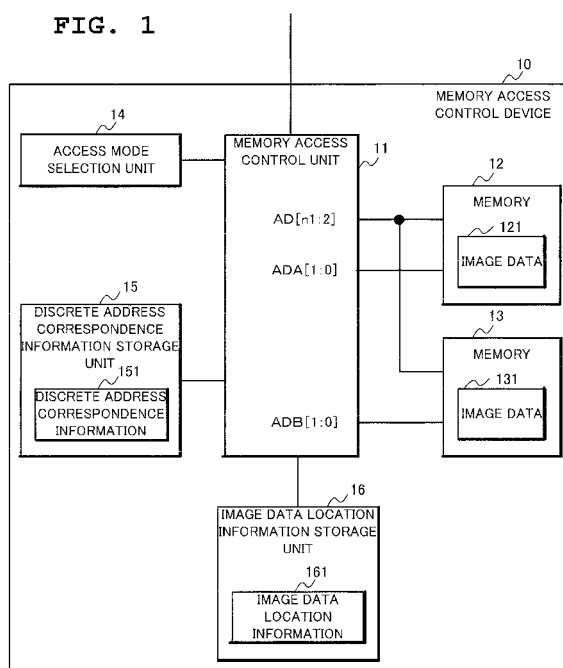 FIG. 1
10
MEMORY ACCESS
CONTROL DEVICE
14
ACCESS MODE
SELECTION UNIT
MEMORY ACCESS
CONTROL UNIT
11
AD[n1:2]
ADA[1:0]
ADB[1:0]
12
MEMORY
121
IMAGE DATA
13
MEMORY
131
IMAGE DATA
15
DISCRETE ADDRESS
CORRESPONDENCE
INFORMATION STORAGE
UNIT
151
DISCRETE ADDRESS
CORRESPONDENCE
INFORMATION
16
IMAGE DATA LOCATION
INFORMATION STORAGE
UNIT
161
IMAGE DATA
LOCATION
INFORMATION